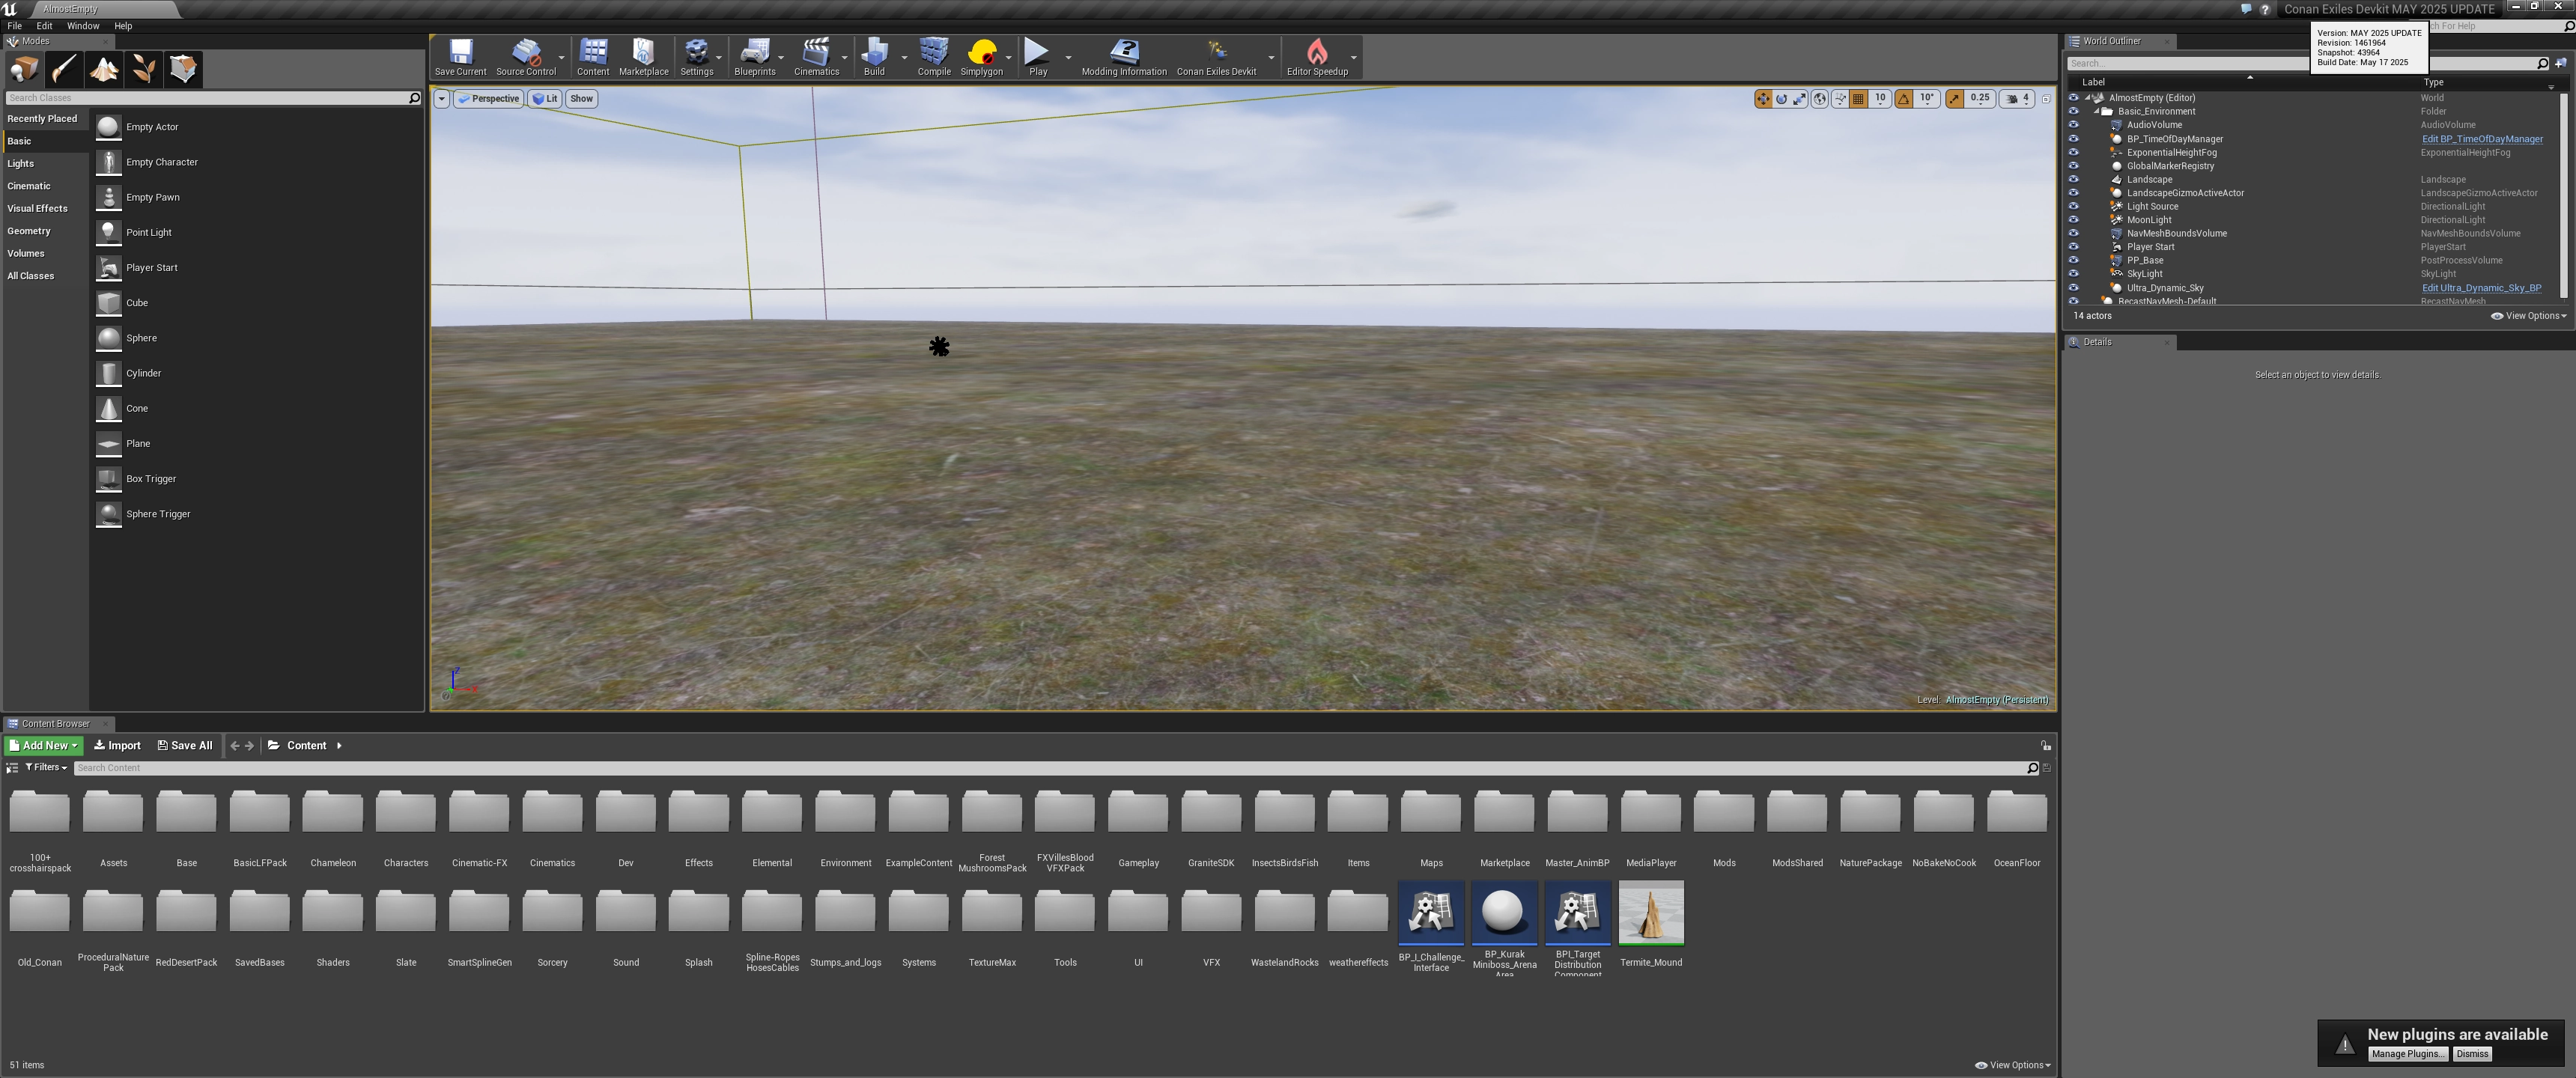 AlmostEmpty
Conan Exiles Devkit MAY 2025 UPDATE
File Edit Window Help
ch For Help
Version: MAY 2025 UPDATE
Revision: 1461964
Snapshot: 43964
Build Date: May 17 2025
Modes
Search Classes
Recently Placed
Basic
Lights
Cinematic
Visual Effects
Geometry
Volumes
All Classes
Empty Actor
Empty Character
Empty Pawn
Point Light
Player Start
Cube
Sphere
Cylinder
Cone
Plane
Box Trigger
Sphere Trigger
Save Current Source Control Content Marketplace Settings Blueprints Cinematics Build Compile Simplygon Play Modding Information Conan Exiles Devkit Editor Speedup
Perspective Lit Show
10 10° 0.25 4
Level: AlmostEmpty (Persistent)
World Outliner
Search...
Label Type
AlmostEmpty (Editor) World
Basic_Environment Folder
AudioVolume AudioVolume
BP_TimeOfDayManager Edit BP_TimeOfDayManager
ExponentialHeightFog ExponentialHeightFog
GlobalMarkerRegistry
Landscape Landscape
LandscapeGizmoActiveActor LandscapeGizmoActiveActor
Light Source DirectionalLight
MoonLight DirectionalLight
NavMeshBoundsVolume NavMeshBoundsVolume
Player Start PlayerStart
PP_Base PostProcessVolume
SkyLight SkyLight
Ultra_Dynamic_Sky Edit Ultra_Dynamic_Sky_BP
RecastNavMesh-Default RecastNavMesh
14 actors View Options
Details
Select an object to view details.
Content Browser
Add New Import Save All Content
Filters Search Content
100+
crosshairspack
Assets
Base
BasicLFPack
Chameleon
Characters
Cinematic-FX
Cinematics
Dev
Effects
Elemental
Environment
ExampleContent
Forest
MushroomsPack
FXVillesBlood
VFXPack
Gameplay
GraniteSDK
InsectsBirdsFish
Items
Maps
Marketplace
Master_AnimBP
MediaPlayer
Mods
ModsShared
NaturePackage
NoBakeNoCook
OceanFloor
Old_Conan
ProceduralNature
Pack
RedDesertPack
SavedBases
Shaders
Slate
SmartSplineGen
Sorcery
Sound
Splash
Spline-Ropes
HosesCables
Stumps_and_logs
Systems
TextureMax
Tools
UI
VFX
WastelandRocks
weathereffects
BP_I_Challenge_
Interface
BP_Kurak
Miniboss_Arena
Area
BPI_Target
Distribution
Component
Termite_Mound
51 items
View Options
New plugins are available
Manage Plugins... Dismiss